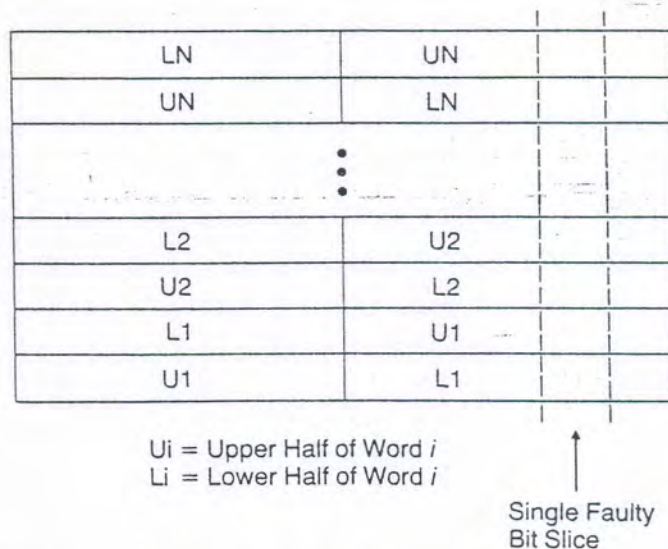 LN UN
UN LN
L2 U2
U2 L2
L1 U1
U1 L1
Ui = Upper Half of Word i
Li = Lower Half of Word i
Single Faulty
Bit Slice